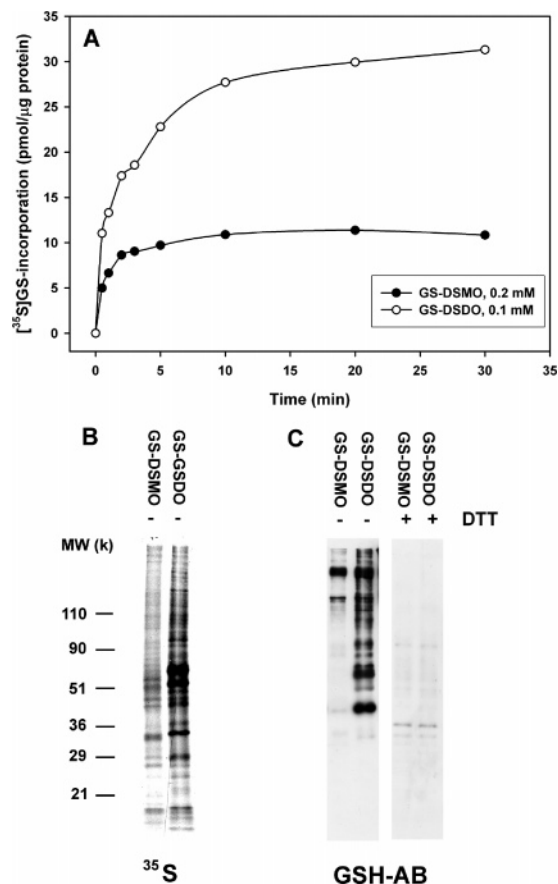 A
[³⁵S]GS-incorporation (pmol/µg protein)
35
30
25
20
15
10
5
0
GS-DSMO, 0.2 mM
GS-DSDO, 0.1 mM
0 5 10 15 20 25 30 35
Time (min)
B
GS-DSMO
GS-GSDO
- -
MW (k)
110
90
51
36
29
21
³⁵S
C
GS-DSMO
GS-DSDO
GS-DSMO
GS-DSDO
- - + + DTT
GSH-AB